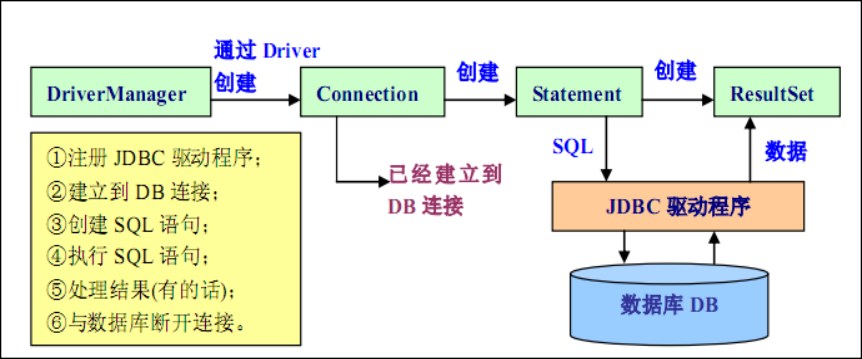 通过 Driver
创建
创建
创建
DriverManager
Connection
Statement
ResultSet
①注册 JDBC 驱动程序；
②建立到 DB 连接；
③创建 SQL 语句；
④执行 SQL 语句；
⑤处理结果(有的话)；
⑥与数据库断开连接。
已经建立到
DB 连接
SQL
数据
JDBC 驱动程序
数据库 DB